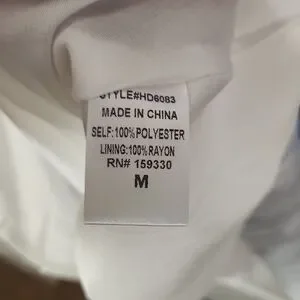 STYLE#HD6083
MADE IN CHINA
SELF:100%POLYESTER
LINING:100%RAYON
RN# 159330
M